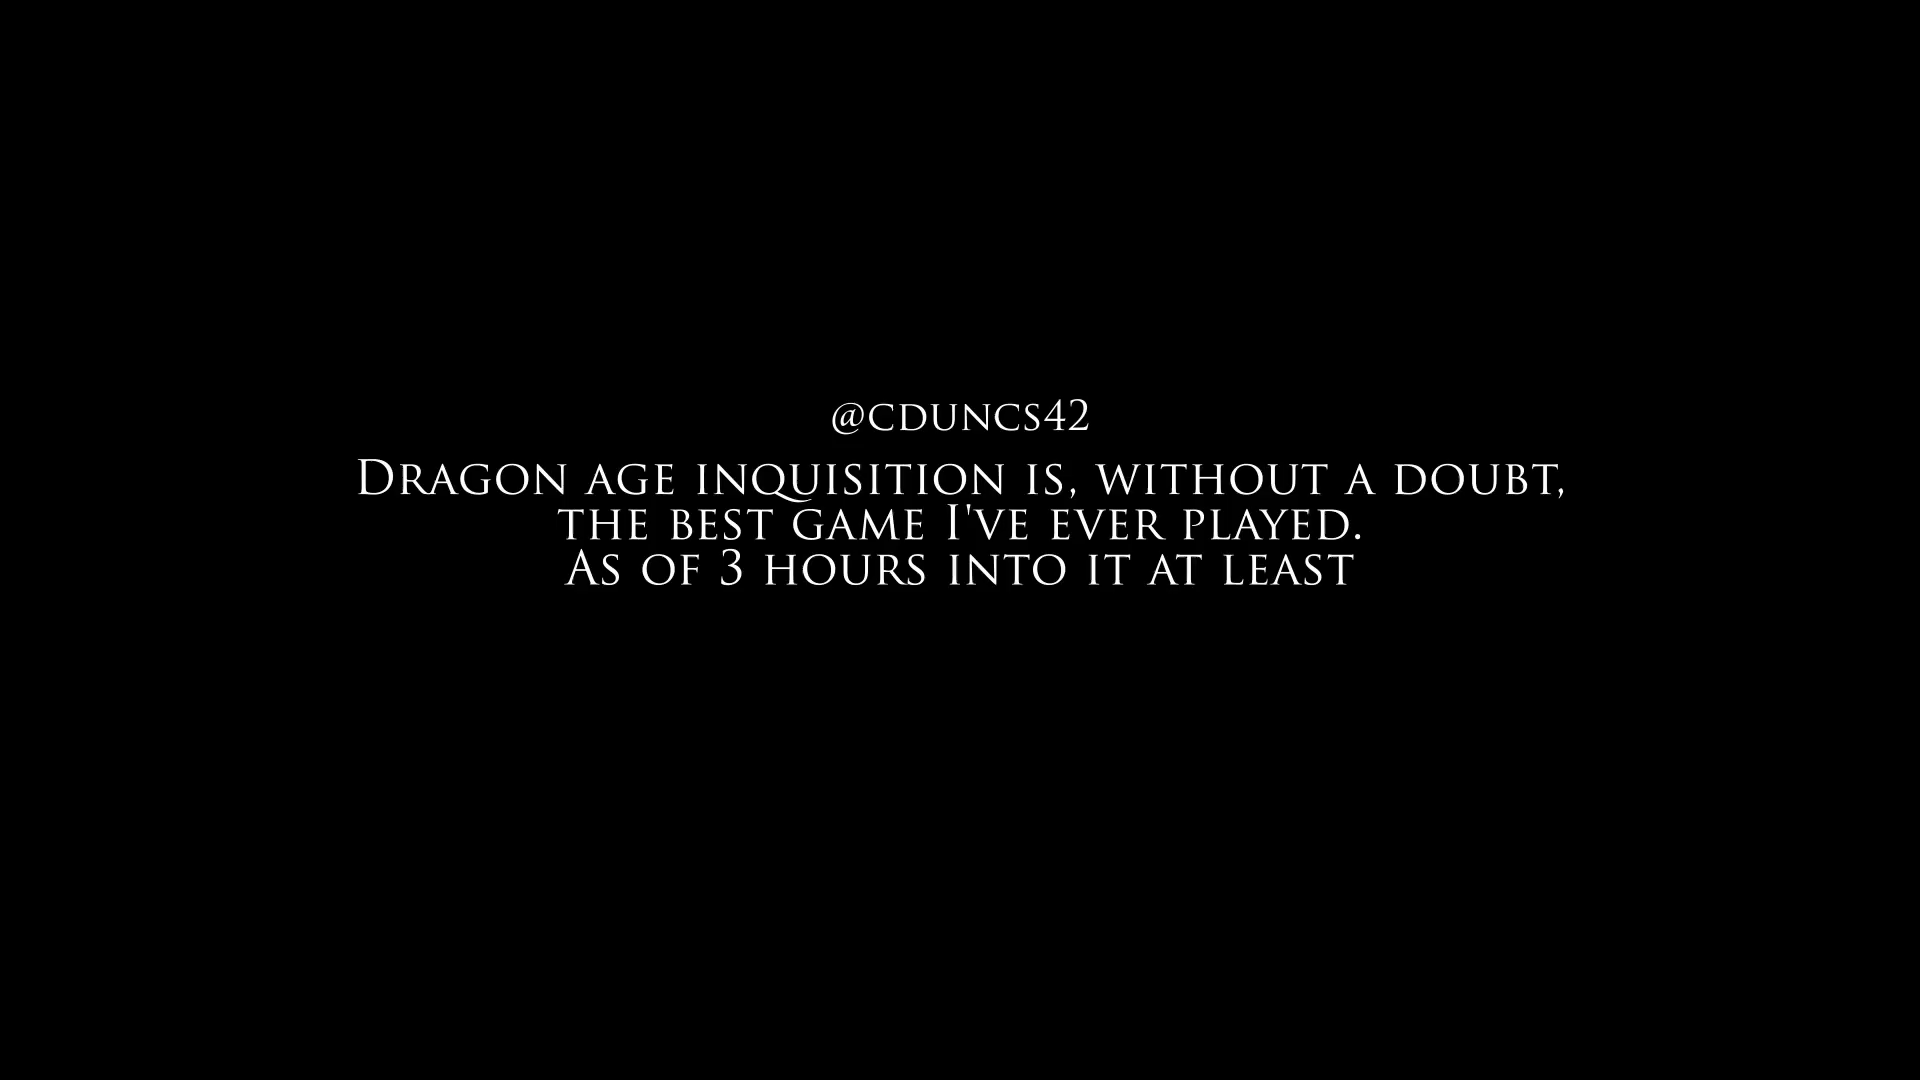 @cduncs42
Dragon age inquisition is, without a doubt,
the best game I've ever played.
As of 3 hours into it at least